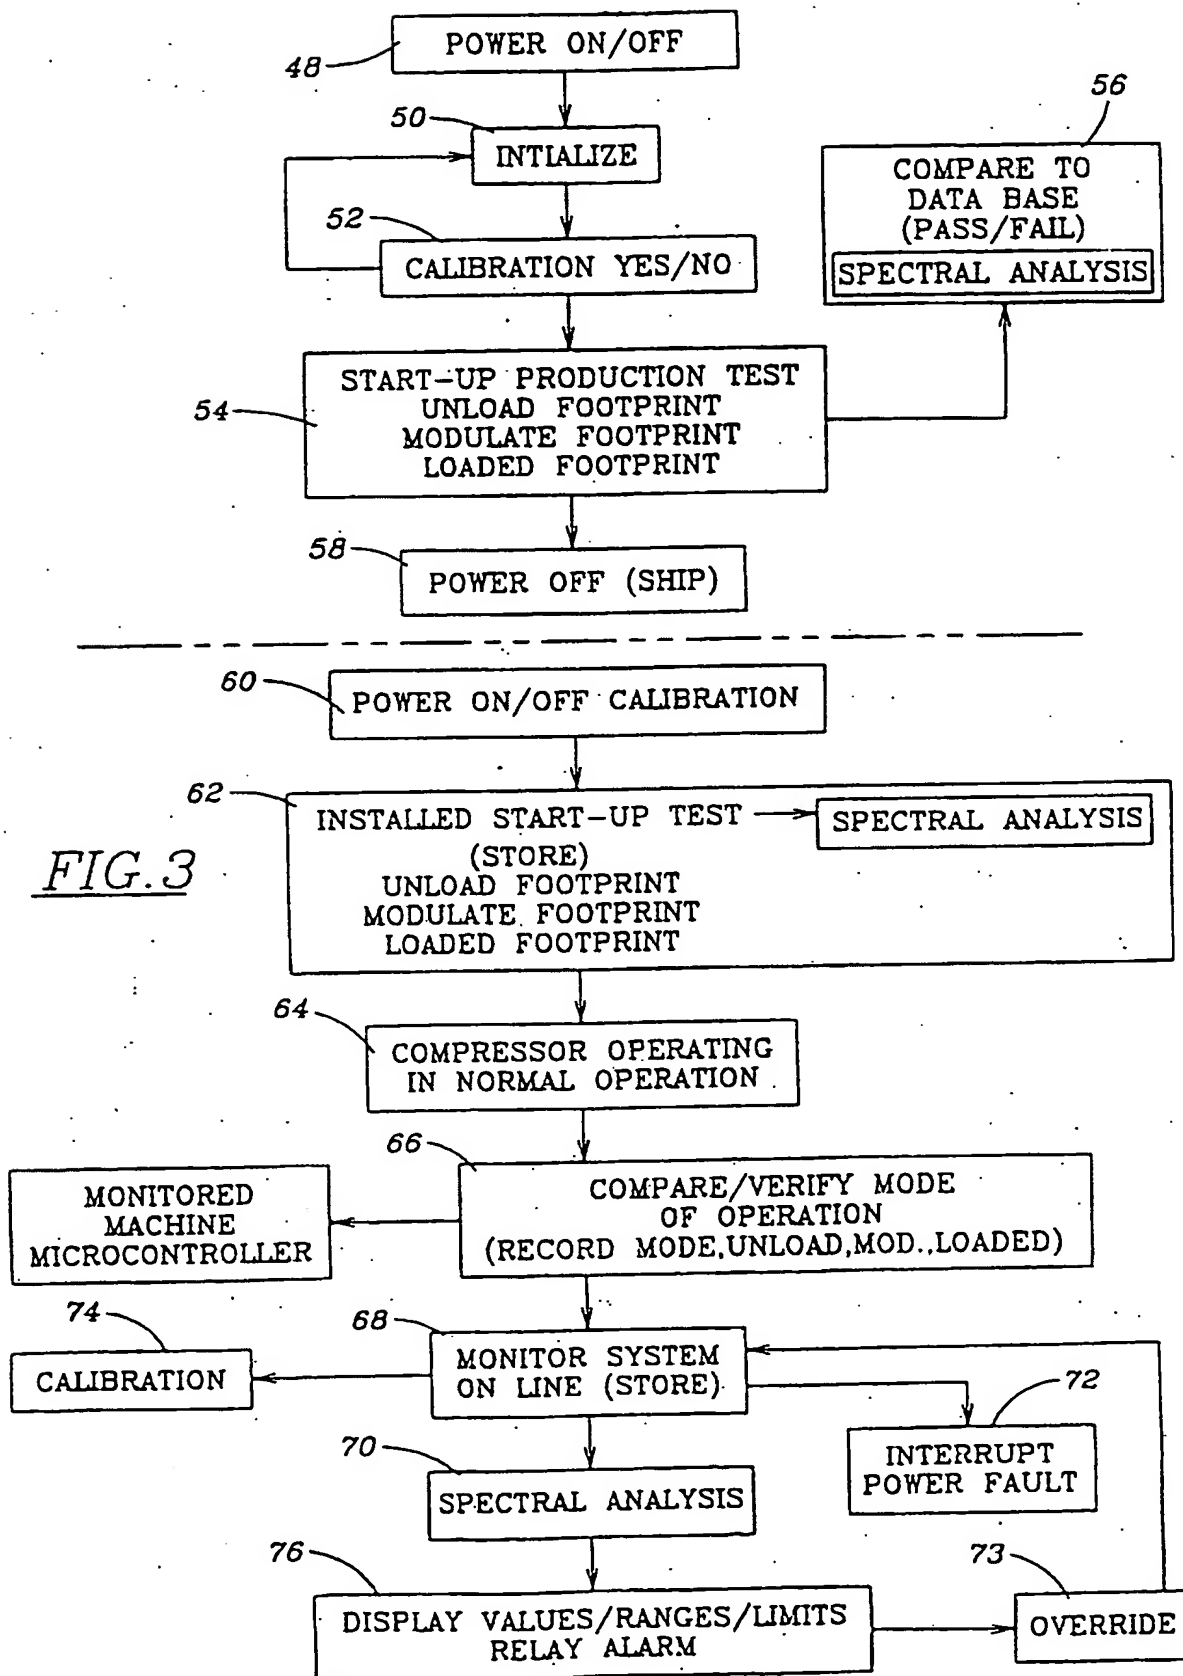 POWER ON/OFF
48
50
INTIALIZE
56
COMPARE TO
DATA BASE
(PASS/FAIL)
SPECTRAL ANALYSIS
52
CALIBRATION YES/NO
54
START-UP PRODUCTION TEST
UNLOAD FOOTPRINT
MODULATE FOOTPRINT
LOADED FOOTPRINT
58
POWER OFF (SHIP)
60
POWER ON/OFF CALIBRATION
62
INSTALLED START-UP TEST
SPECTRAL ANALYSIS
(STORE)
UNLOAD FOOTPRINT
MODULATE FOOTPRINT
LOADED FOOTPRINT
FIG.3
64
COMPRESSOR OPERATING
IN NORMAL OPERATION
66
COMPARE/VERIFY MODE
OF OPERATION
(RECORD MODE,UNLOAD,MOD.,LOADED)
MONITORED
MACHINE
MICROCONTROLLER
74
CALIBRATION
68
MONITOR SYSTEM
ON LINE (STORE)
72
INTERRUPT
POWER FAULT
70
SPECTRAL ANALYSIS
76
DISPLAY VALUES/RANGES/LIMITS
RELAY ALARM
73
OVERRIDE